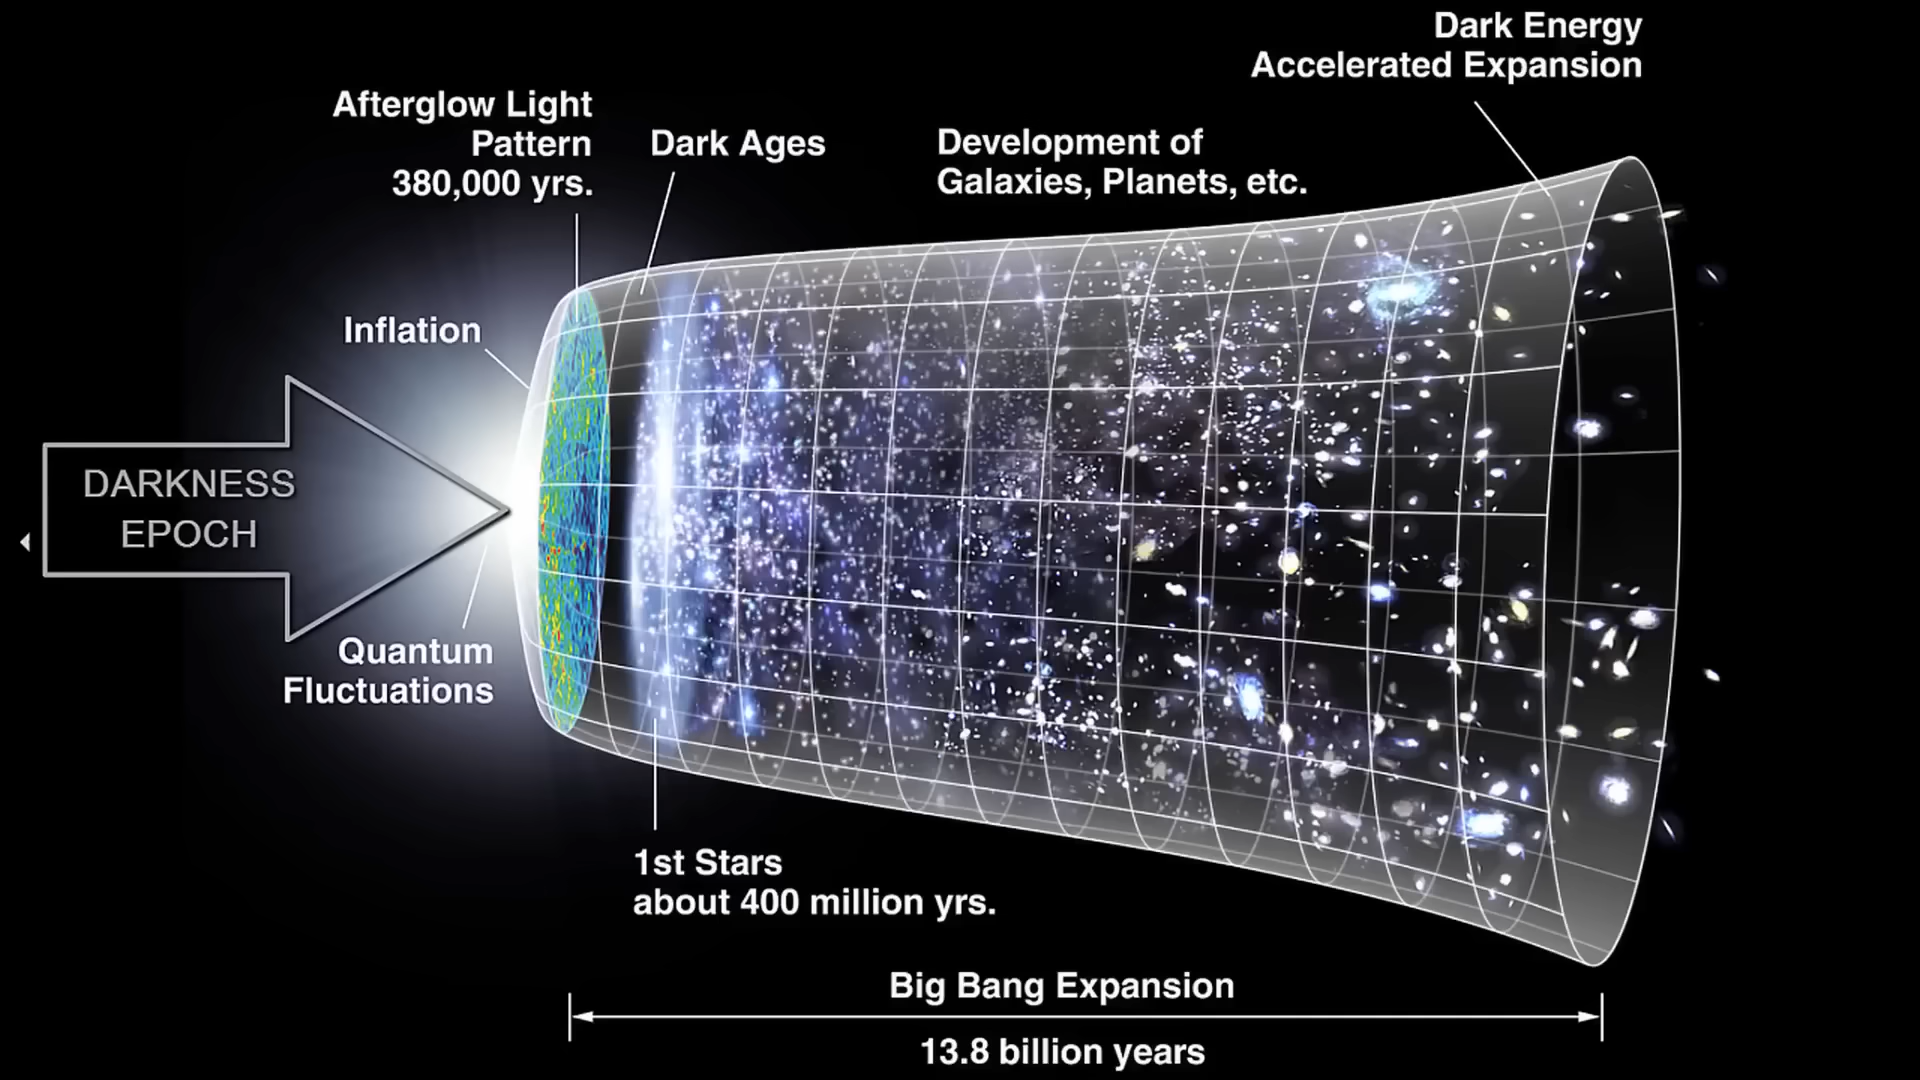 Dark Energy
Accelerated Expansion
Afterglow Light
Pattern
380,000 yrs.
Dark Ages
Development of
Galaxies, Planets, etc.
Inflation
DARKNESS
EPOCH
Quantum
Fluctuations
1st Stars
about 400 million yrs.
Big Bang Expansion
13.8 billion years